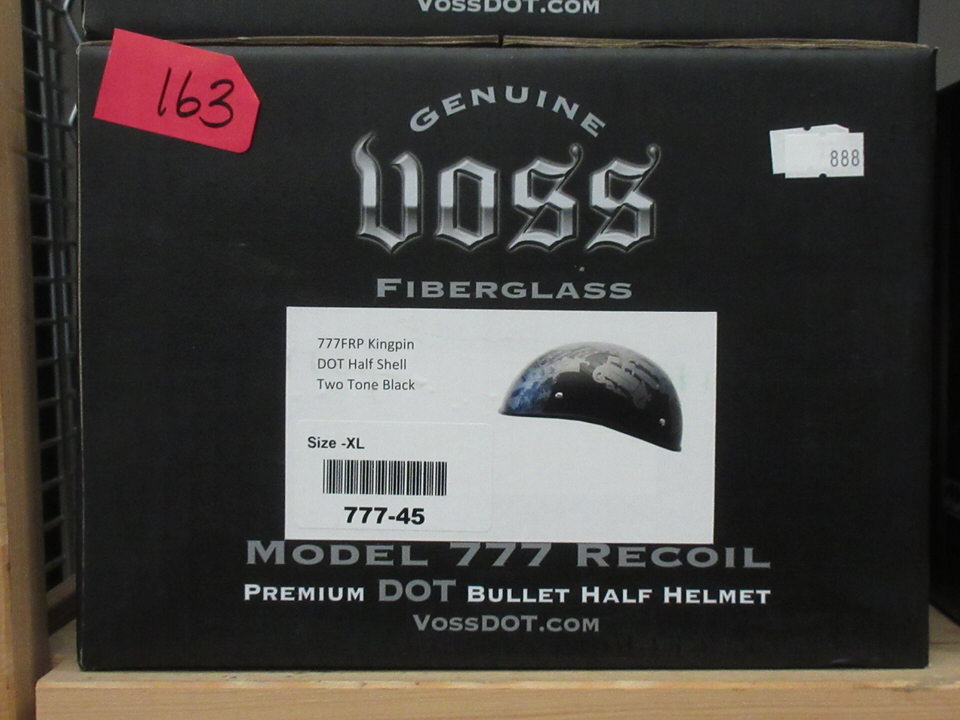 VossDOT.com
163
888
GENUINE
VOSS
FIBERGLASS
777FRP Kingpin
DOT Half Shell
Two Tone Black
Size -XL
777-45
MODEL 777 RECOIL
PREMIUM DOT BULLET HALF HELMET
VossDOT.com